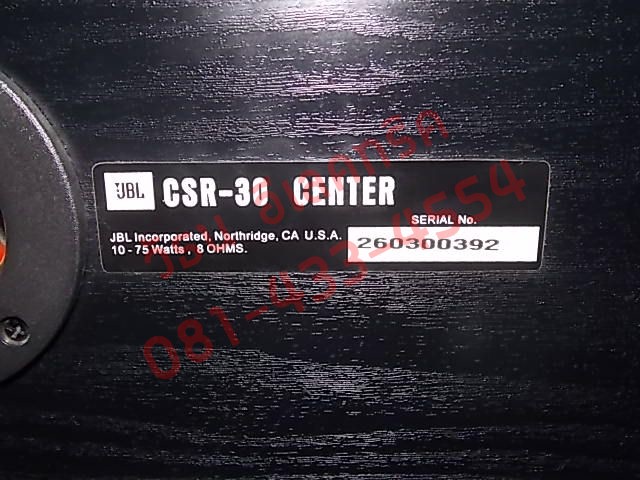 JBL CSR-30 CENTER
SERIAL No.
JBL Incorporated, Northridge, CA U.S.A.
10 - 75 Watts , 8 OHMS.
260300392
081-433-4554